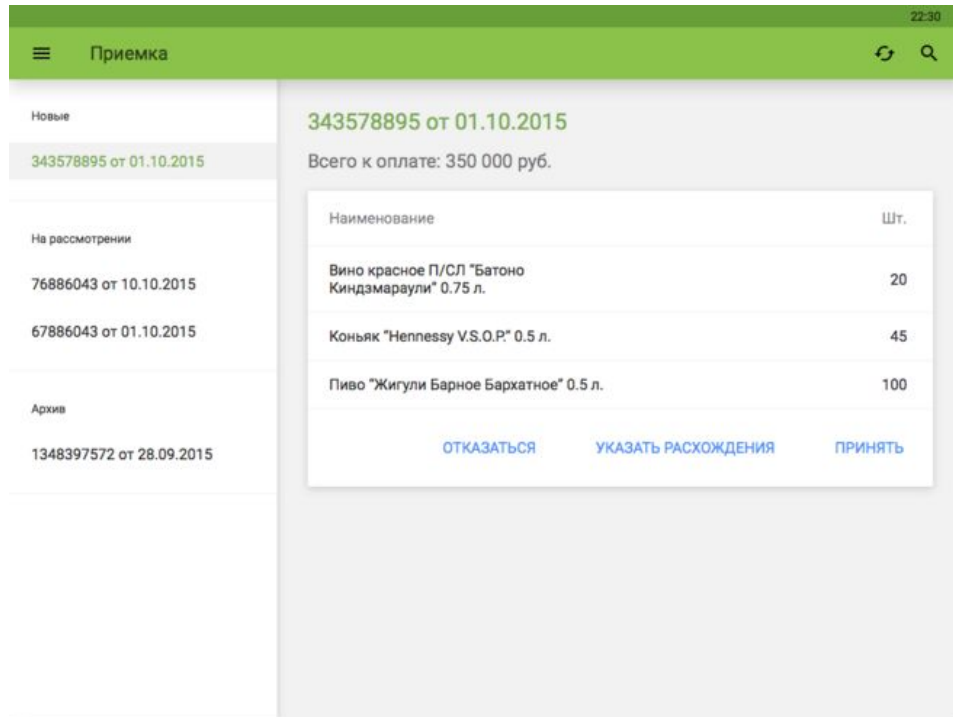 22:30
Приемка
Новые
343578895 от 01.10.2015
На рассмотрении
76886043 от 10.10.2015
67886043 от 01.10.2015
Архив
1348397572 от 28.09.2015
343578895 от 01.10.2015
Всего к оплате: 350 000 руб.
Наименование Шт.
Вино красное П/СЛ "Батоно
Киндзмараули" 0.75 л. 20
Коньяк "Hennessy V.S.O.P." 0.5 л. 45
Пиво "Жигули Барное Бархатное" 0.5 л. 100
ОТКАЗАТЬСЯ УКАЗАТЬ РАСХОЖДЕНИЯ ПРИНЯТЬ